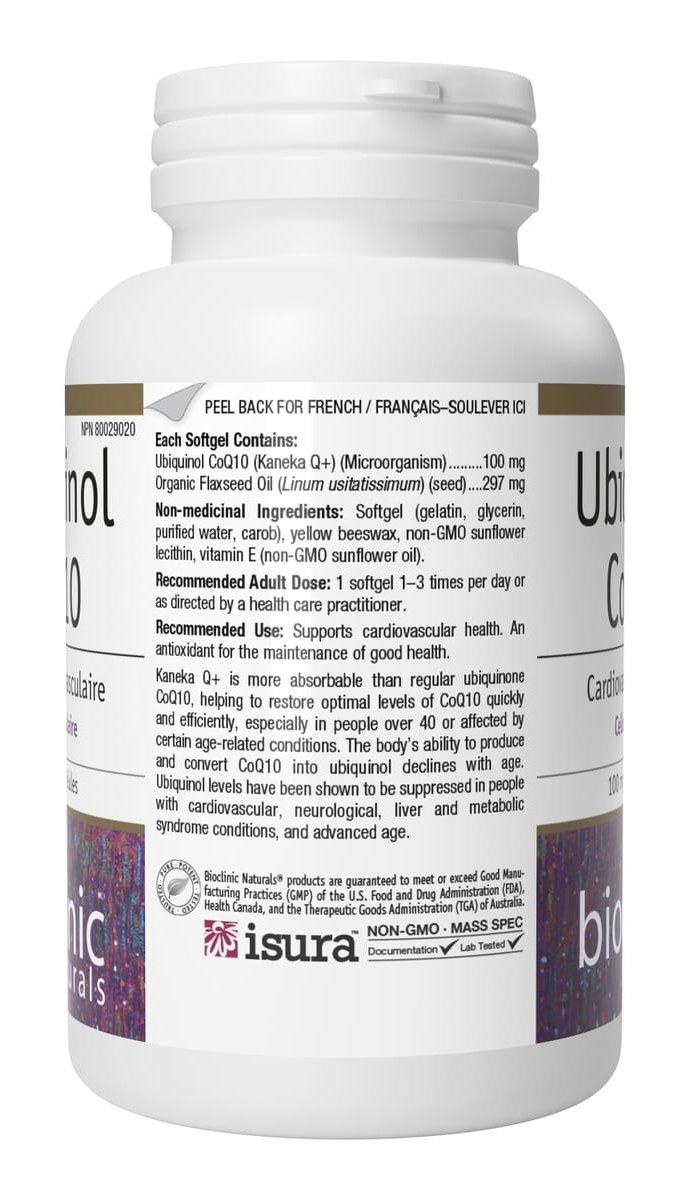 PEEL BACK FOR FRENCH / FRANÇAIS–SOULEVER ICI
NPN 80029020
Each Softgel Contains:
Ubiquinol CoQ10 (Kaneka Q+) (Microorganism).........100 mg
Organic Flaxseed Oil (Linum usitatissimum) (seed)....297 mg
Non-medicinal Ingredients: Softgel (gelatin, glycerin,
purified water, carob), yellow beeswax, non-GMO sunflower
lecithin, vitamin E (non-GMO sunflower oil).
Recommended Adult Dose: 1 softgel 1–3 times per day or
as directed by a health care practitioner.
Recommended Use: Supports cardiovascular health. An
antioxidant for the maintenance of good health.
Kaneka Q+ is more absorbable than regular ubiquinone
CoQ10, helping to restore optimal levels of CoQ10 quickly
and efficiently, especially in people over 40 or affected by
certain age-related conditions. The body's ability to produce
and convert CoQ10 into ubiquinol declines with age.
Ubiquinol levels have been shown to be suppressed in people
with cardiovascular, neurological, liver and metabolic
syndrome conditions, and advanced age.
PURE · POTENT · TESTED · TRUSTED ·
Bioclinic Naturals® products are guaranteed to meet or exceed Good Manu-
facturing Practices (GMP) of the U.S. Food and Drug Administration (FDA),
Health Canada, and the Therapeutic Goods Administration (TGA) of Australia.
isura™
NON-GMO · MASS SPEC
Documentation ✓ Lab Tested ✓
inol
10
sculaire
laire
ules
nic
urals
Ubi
Co
Cardiova
Cel
100 m
bio